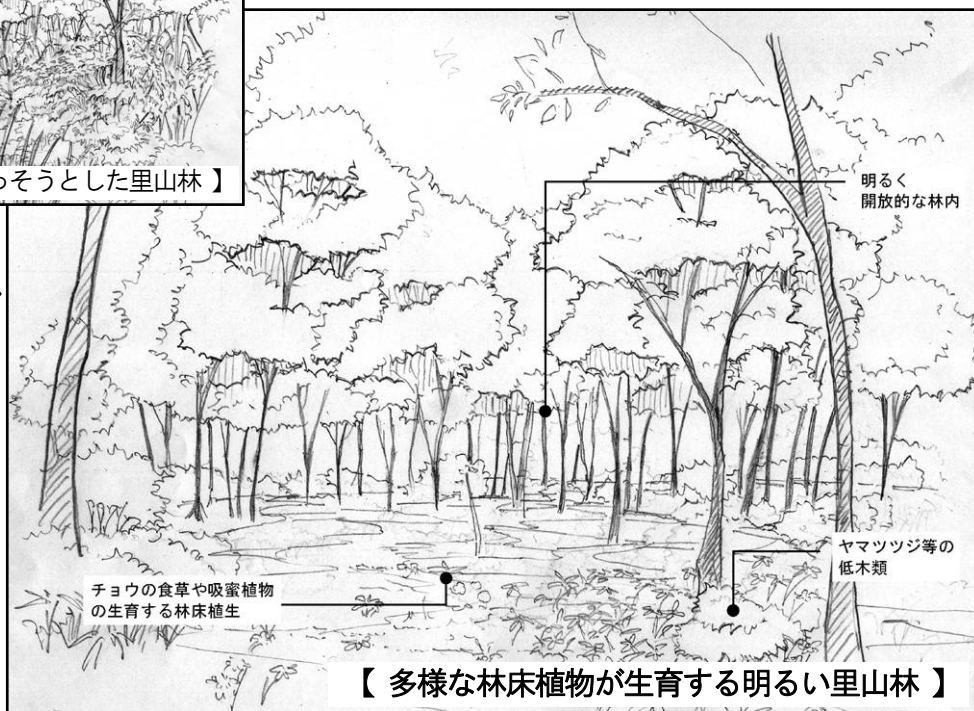 っそうとした里山林 】
明るく
開放的な林内
ヤマツツジ等の
低木類
チョウの食草や吸蜜植物
の生育する林床植生
【 多様な林床植物が生育する明るい里山林 】